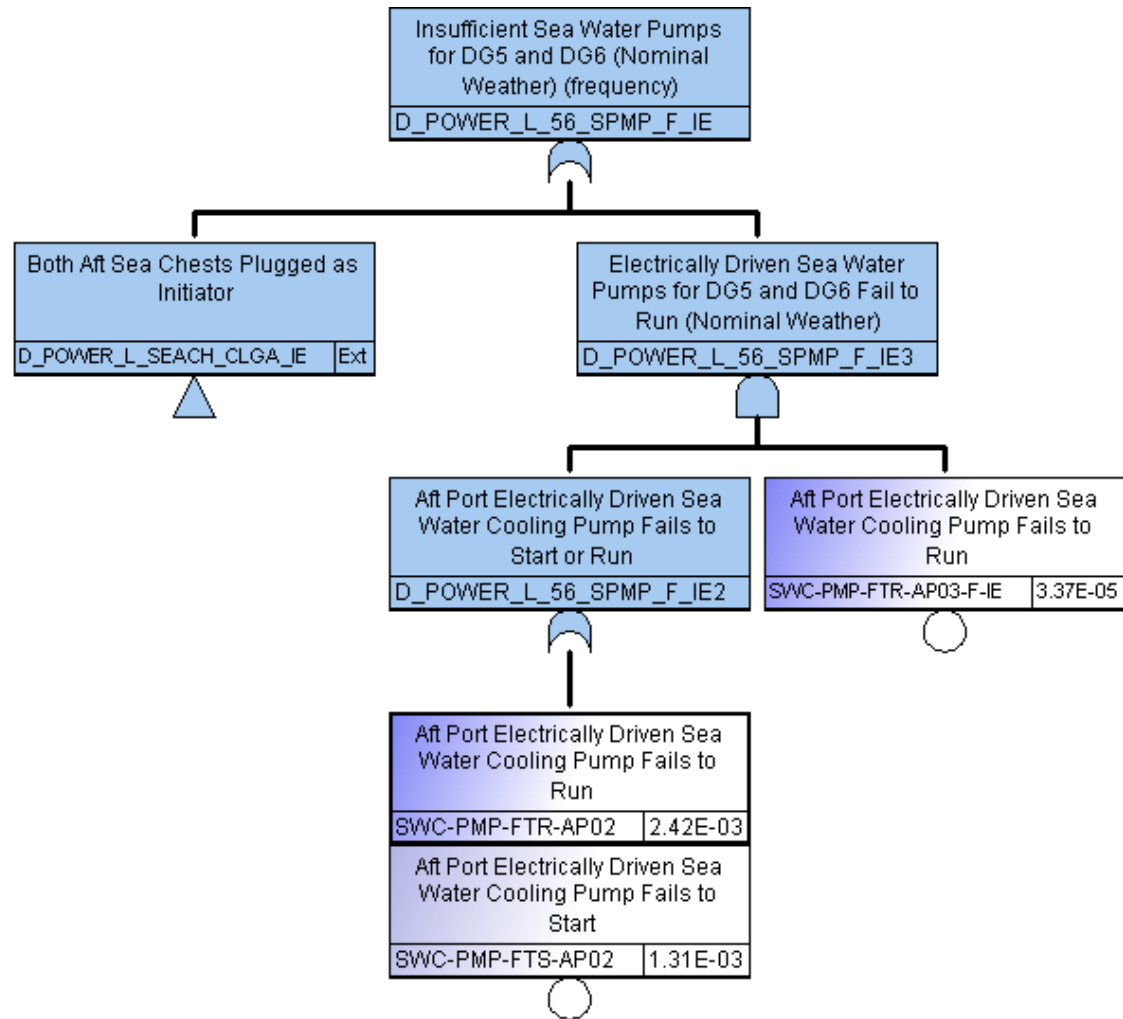 Insufficient Sea Water Pumps
for DG5 and DG6 (Nominal
Weather) (frequency)
D_POWER_L_56_SPMP_F_IE
Both Aft Sea Chests Plugged as
Initiator
D_POWER_L_SEACH_CLGA_IE Ext
Electrically Driven Sea Water
Pumps for DG5 and DG6 Fail to
Run (Nominal Weather)
D_POWER_L_56_SPMP_F_IE3
Aft Port Electrically Driven Sea
Water Cooling Pump Fails to
Start or Run
D_POWER_L_56_SPMP_F_IE2
Aft Port Electrically Driven Sea
Water Cooling Pump Fails to
Run
SWC-PMP-FTR-AP03-F-IE 3.37E-05
Aft Port Electrically Driven Sea
Water Cooling Pump Fails to
Run
SWC-PMP-FTR-AP02 2.42E-03
Aft Port Electrically Driven Sea
Water Cooling Pump Fails to
Start
SWC-PMP-FTS-AP02 1.31E-03